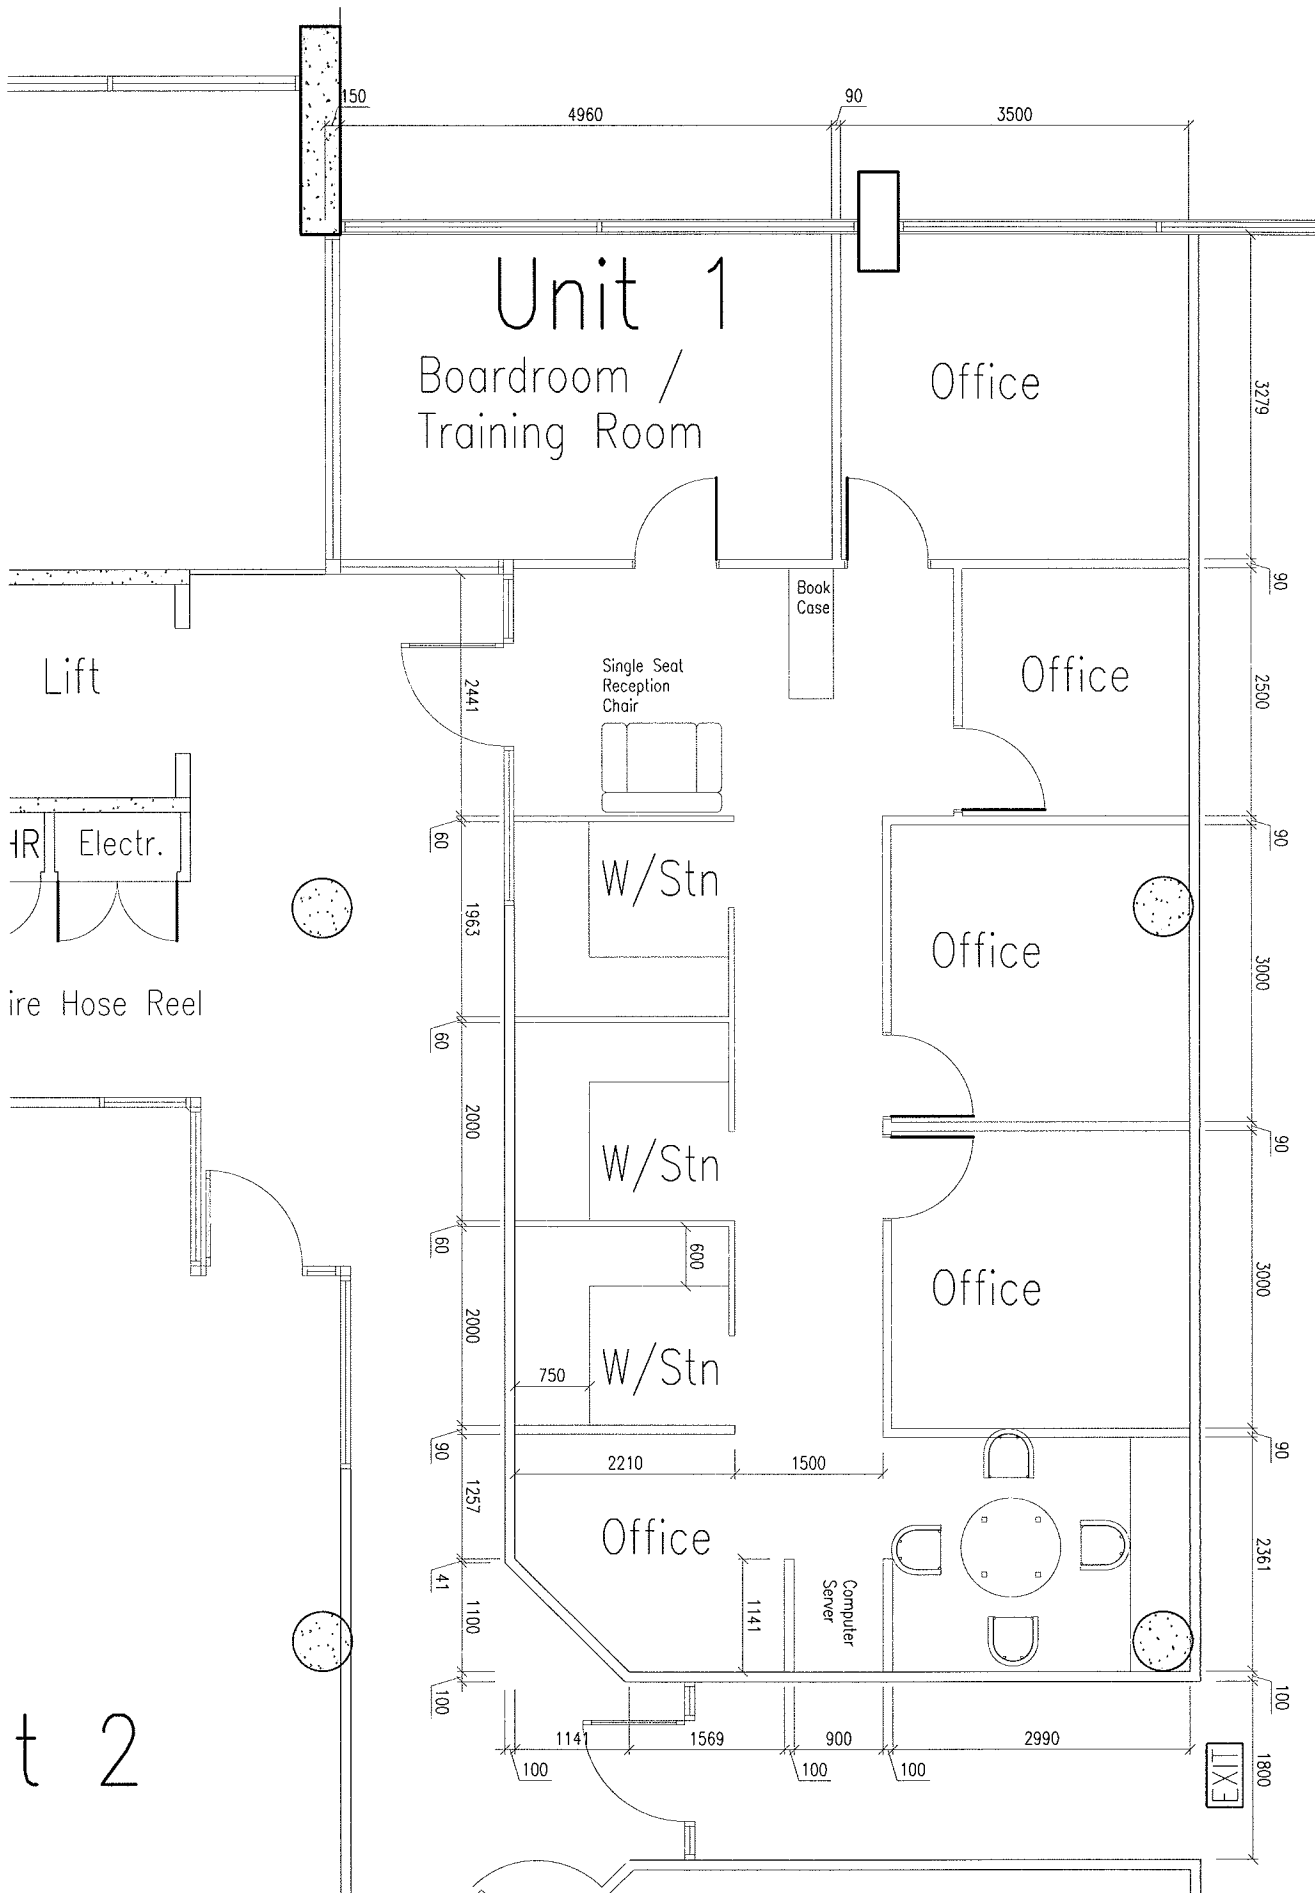 150
4960
90
3500
Unit 1
Boardroom /
Training Room
Office
3279
90
Book
Case
Lift
Single Seat
Reception
Chair
Office
2441
2500
HR
Electr.
60
W/Stn
90
1963
Office
3000
ire Hose Reel
60
2000
W/Stn
90
60
600
Office
3000
2000
750
W/Stn
90
2210
1500
90
1257
Office
2361
Computer
Server
41
1100
1141
100
100
t 2
1141
1569
900
2990
100
100
100
EXIT
1800